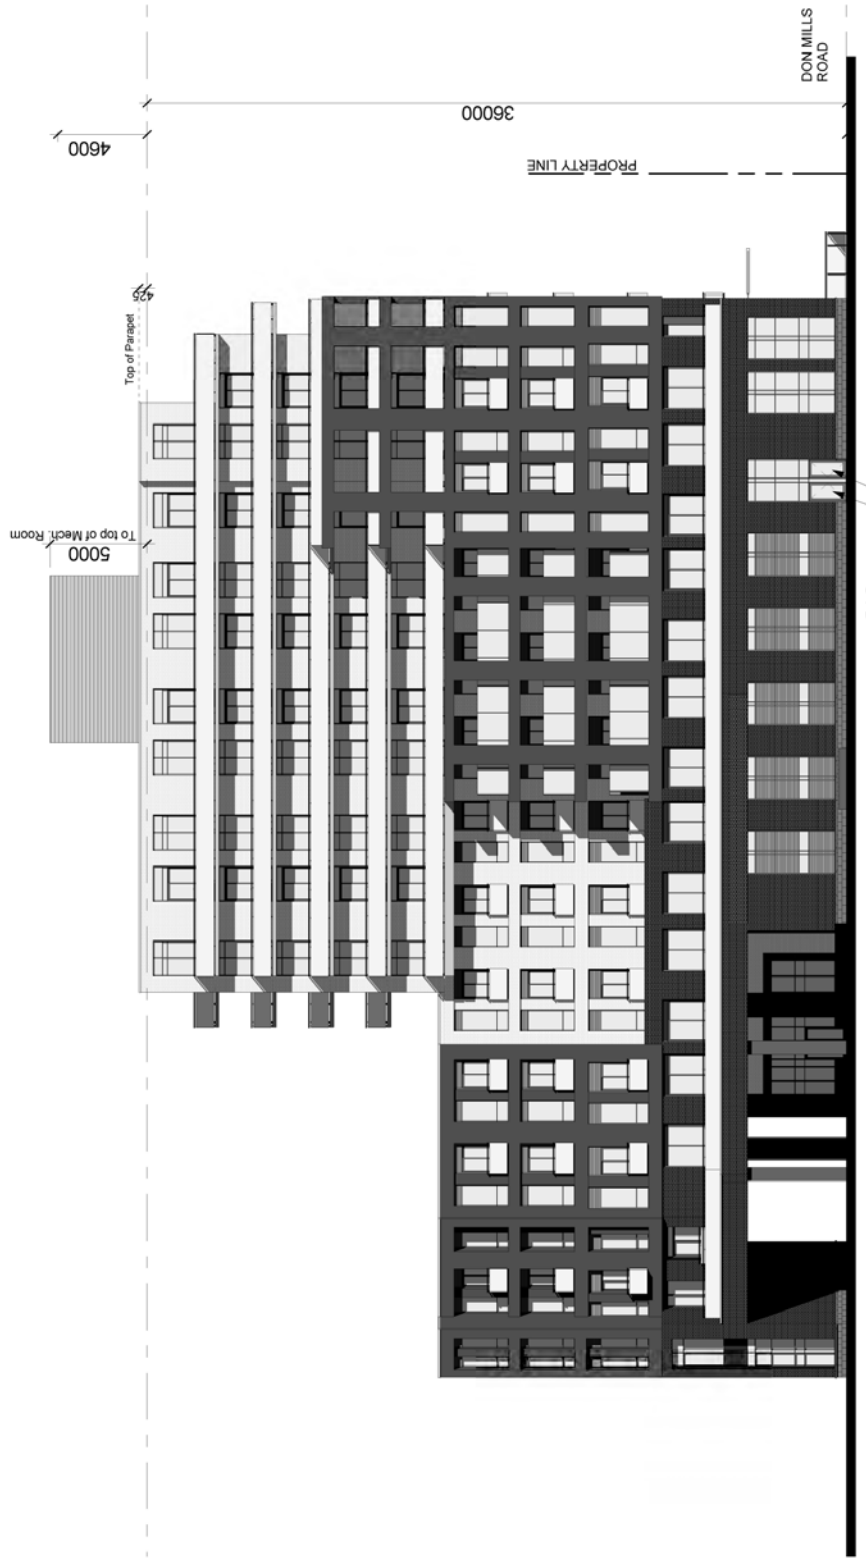 DON MILLS
ROAD
36000
4600
PROPERTY LINE
425
Top of Parapet
To top of Mech. Room
5000